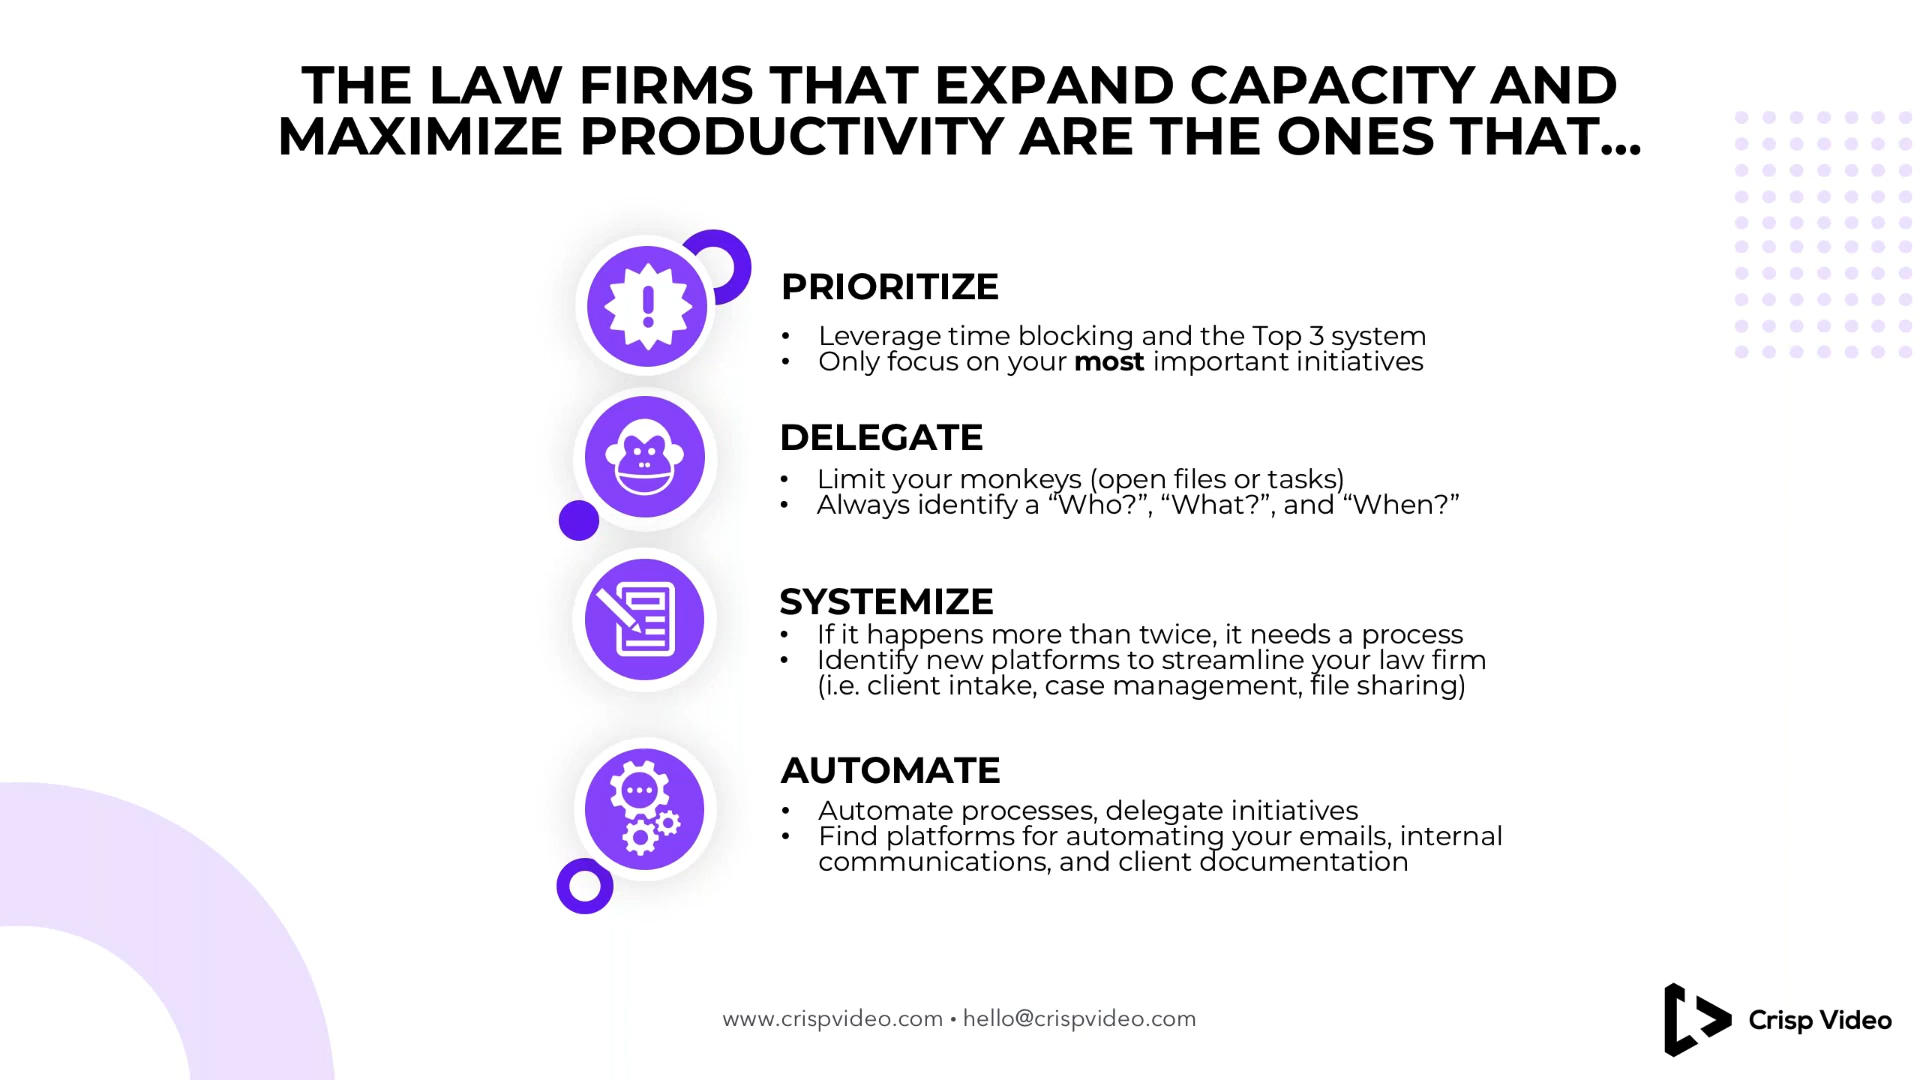 THE LAW FIRMS THAT EXPAND CAPACITY AND
MAXIMIZE PRODUCTIVITY ARE THE ONES THAT...
PRIORITIZE
• Leverage time blocking and the Top 3 system
• Only focus on your most important initiatives
DELEGATE
• Limit your monkeys (open files or tasks)
• Always identify a “Who?”, “What?”, and “When?”
SYSTEMIZE
• If it happens more than twice, it needs a process
• Identify new platforms to streamline your law firm
(i.e. client intake, case management, file sharing)
AUTOMATE
• Automate processes, delegate initiatives
• Find platforms for automating your emails, internal
communications, and client documentation
www.crispvideo.com • hello@crispvideo.com
Crisp Video